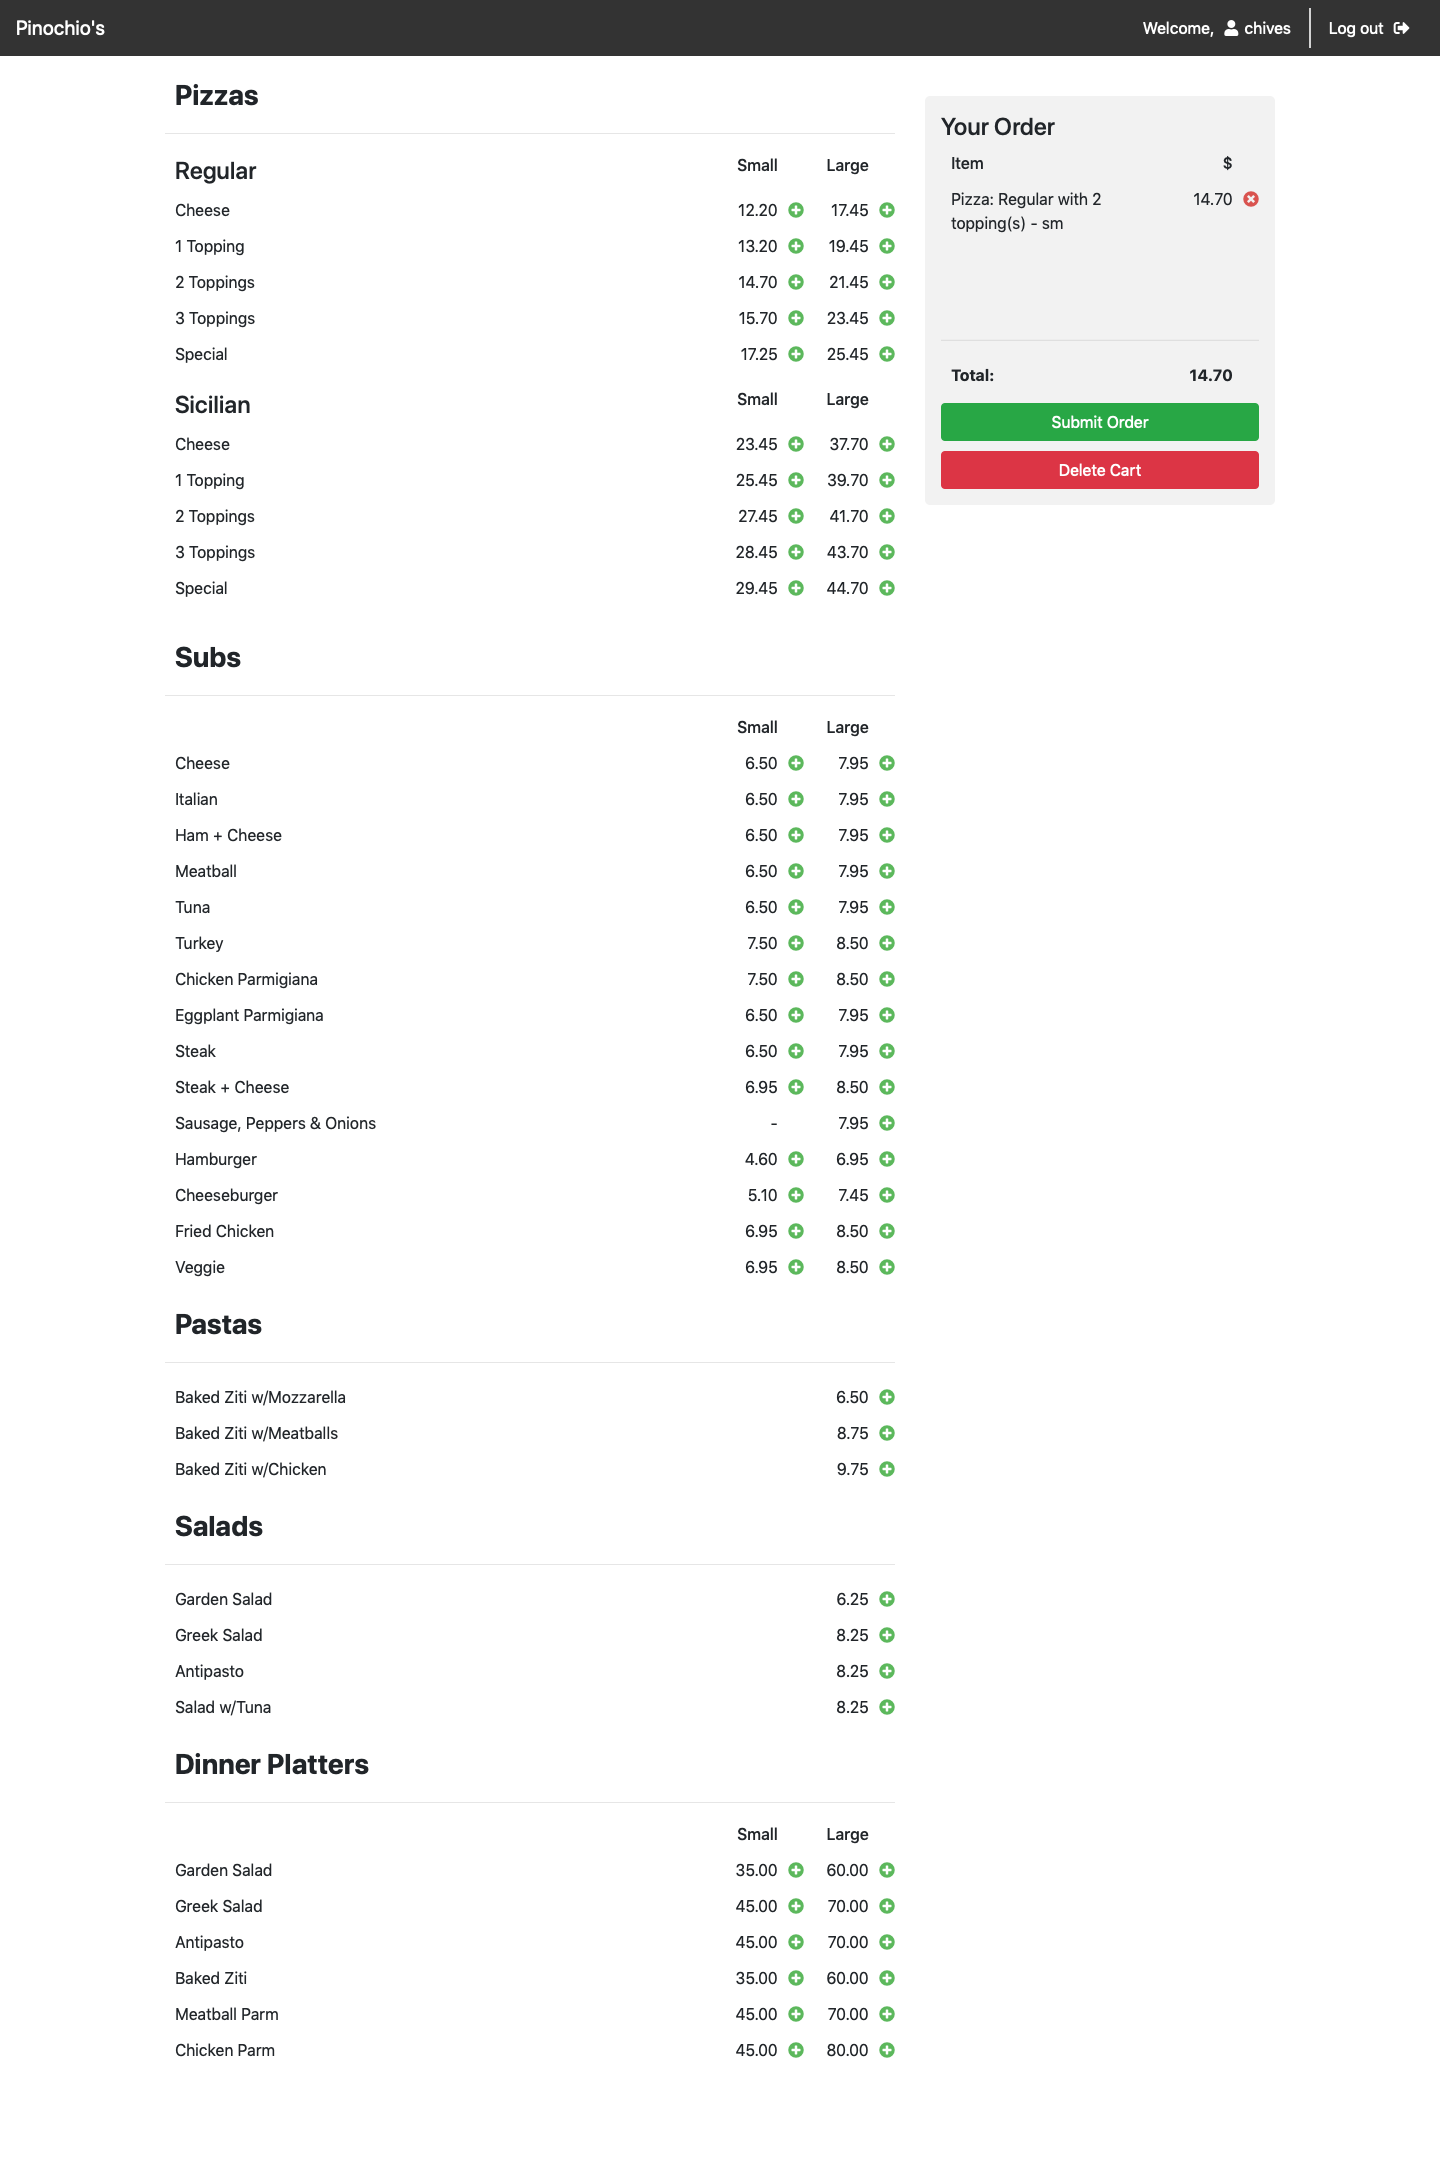 Pinochio's
Welcome, chives
Log out
Pizzas
Regular Small Large
Cheese 12.20 17.45
1 Topping 13.20 19.45
2 Toppings 14.70 21.45
3 Toppings 15.70 23.45
Special 17.25 25.45
Sicilian Small Large
Cheese 23.45 37.70
1 Topping 25.45 39.70
2 Toppings 27.45 41.70
3 Toppings 28.45 43.70
Special 29.45 44.70
Subs
Small Large
Cheese 6.50 7.95
Italian 6.50 7.95
Ham + Cheese 6.50 7.95
Meatball 6.50 7.95
Tuna 6.50 7.95
Turkey 7.50 8.50
Chicken Parmigiana 7.50 8.50
Eggplant Parmigiana 6.50 7.95
Steak 6.50 7.95
Steak + Cheese 6.95 8.50
Sausage, Peppers & Onions - 7.95
Hamburger 4.60 6.95
Cheeseburger 5.10 7.45
Fried Chicken 6.95 8.50
Veggie 6.95 8.50
Pastas
Baked Ziti w/Mozzarella 6.50
Baked Ziti w/Meatballs 8.75
Baked Ziti w/Chicken 9.75
Salads
Garden Salad 6.25
Greek Salad 8.25
Antipasto 8.25
Salad w/Tuna 8.25
Dinner Platters
Small Large
Garden Salad 35.00 60.00
Greek Salad 45.00 70.00
Antipasto 45.00 70.00
Baked Ziti 35.00 60.00
Meatball Parm 45.00 70.00
Chicken Parm 45.00 80.00
Your Order
Item $
Pizza: Regular with 2 14.70
topping(s) - sm
Total: 14.70
Submit Order
Delete Cart